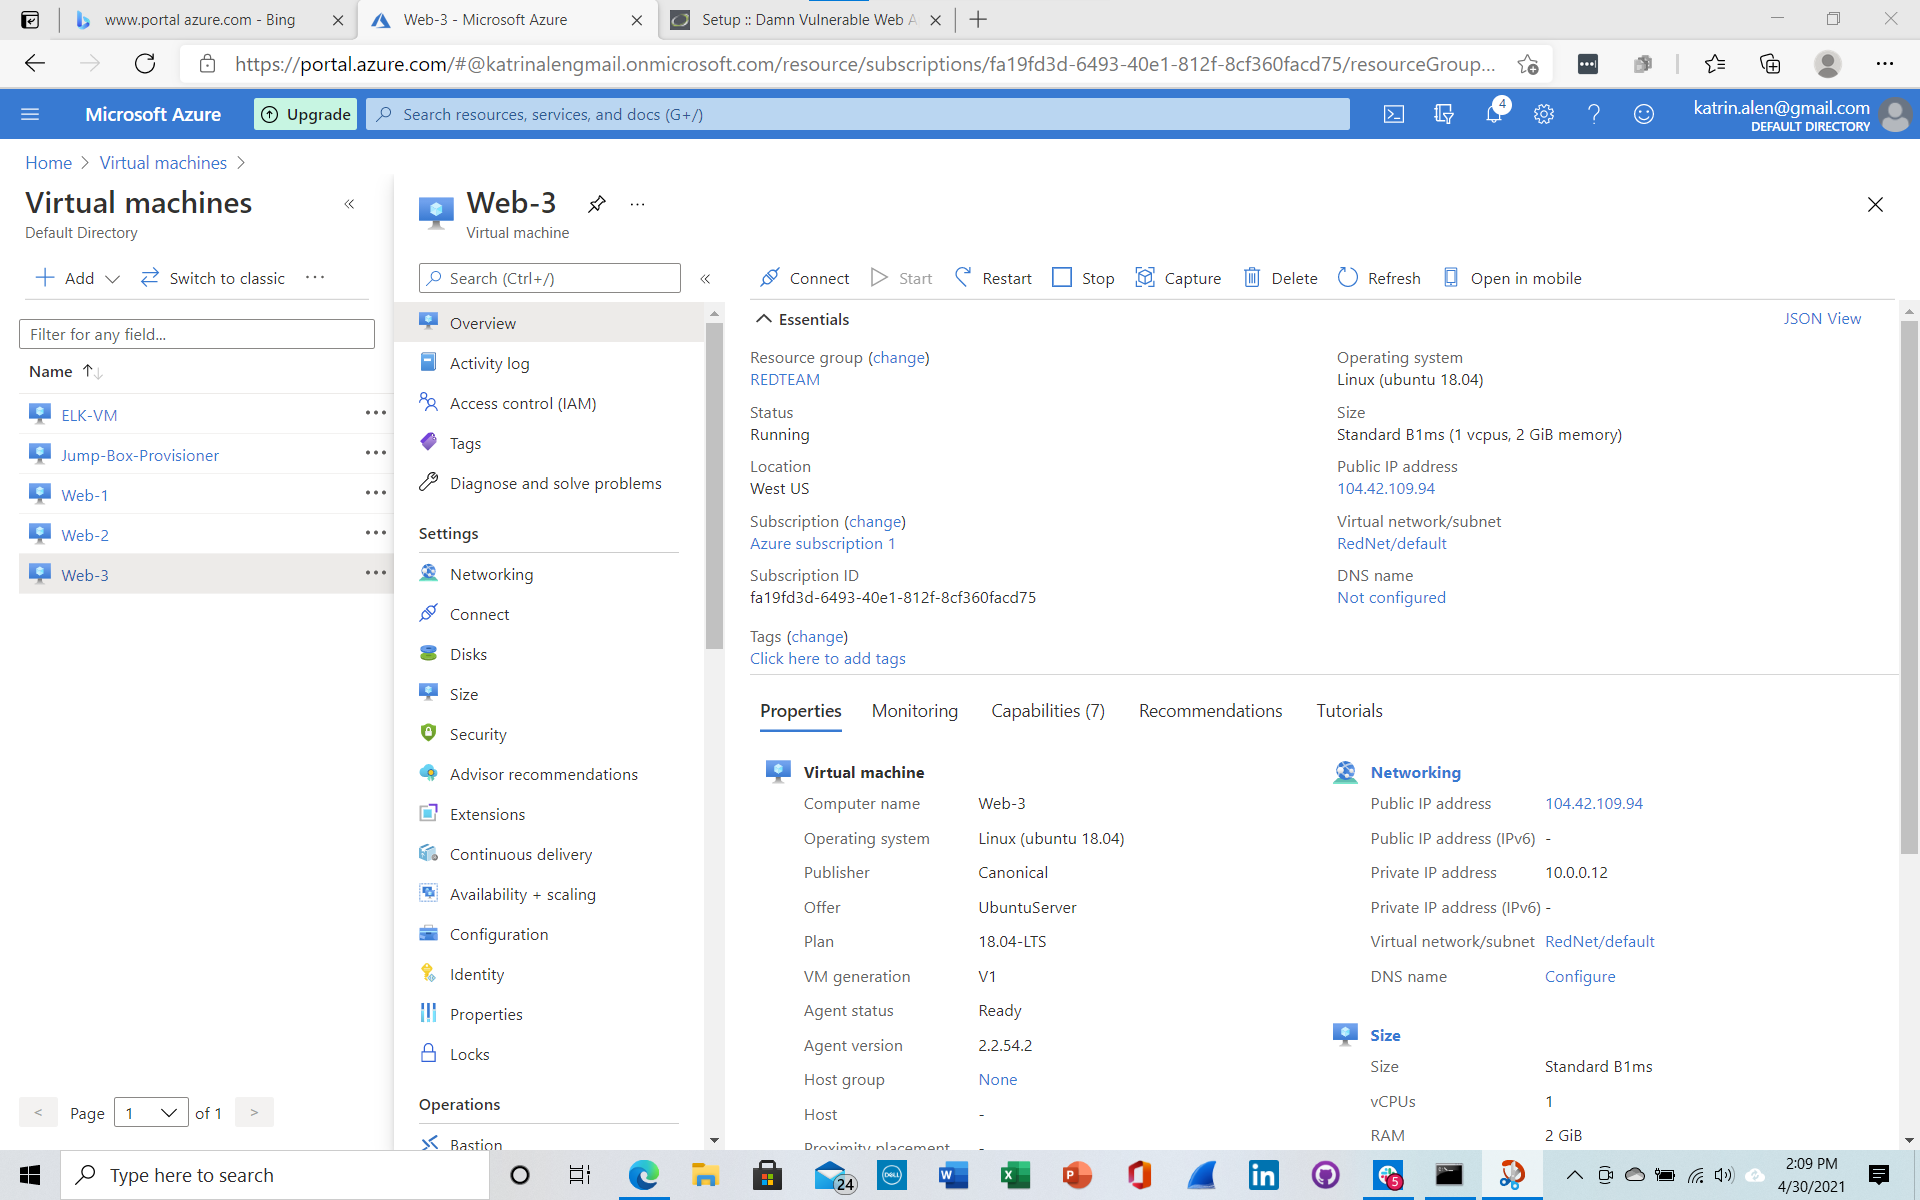 www.portal azure.com - Bing
Web-3 - Microsoft Azure
Setup :: Damn Vulnerable Web A
https://portal.azure.com/#@katrinalengmail.onmicrosoft.com/resource/subscriptions/fa19fd3d-6493-40e1-812f-8cf360facd75/resourceGroup...
Microsoft Azure
Upgrade
Search resources, services, and docs (G+/)
4
katrin.alen@gmail.com
DEFAULT DIRECTORY
Home > Virtual machines >
Virtual machines
Default Directory
Add
Switch to classic
Filter for any field...
Name
ELK-VM
Jump-Box-Provisioner
Web-1
Web-2
Web-3
< Page 1 of 1 >
Web-3
Virtual machine
Search (Ctrl+/)
Overview
Activity log
Access control (IAM)
Tags
Diagnose and solve problems
Settings
Networking
Connect
Disks
Size
Security
Advisor recommendations
Extensions
Continuous delivery
Availability + scaling
Configuration
Identity
Properties
Locks
Operations
Bastion
Connect
Start
Restart
Stop
Capture
Delete
Refresh
Open in mobile
Essentials
JSON View
Resource group (change)
REDTEAM
Status
Running
Location
West US
Subscription (change)
Azure subscription 1
Subscription ID
fa19fd3d-6493-40e1-812f-8cf360facd75
Tags (change)
Click here to add tags
Operating system
Linux (ubuntu 18.04)
Size
Standard B1ms (1 vcpus, 2 GiB memory)
Public IP address
104.42.109.94
Virtual network/subnet
RedNet/default
DNS name
Not configured
Properties
Monitoring
Capabilities (7)
Recommendations
Tutorials
Virtual machine
Computer name Web-3
Operating system Linux (ubuntu 18.04)
Publisher Canonical
Offer UbuntuServer
Plan 18.04-LTS
VM generation V1
Agent status Ready
Agent version 2.2.54.2
Host group None
Host -
Proximity placement -
Networking
Public IP address 104.42.109.94
Public IP address (IPv6) -
Private IP address 10.0.0.12
Private IP address (IPv6) -
Virtual network/subnet RedNet/default
DNS name Configure
Size
Size Standard B1ms
vCPUs 1
RAM 2 GiB
Type here to search
24
DELL
5
2:09 PM
4/30/2021